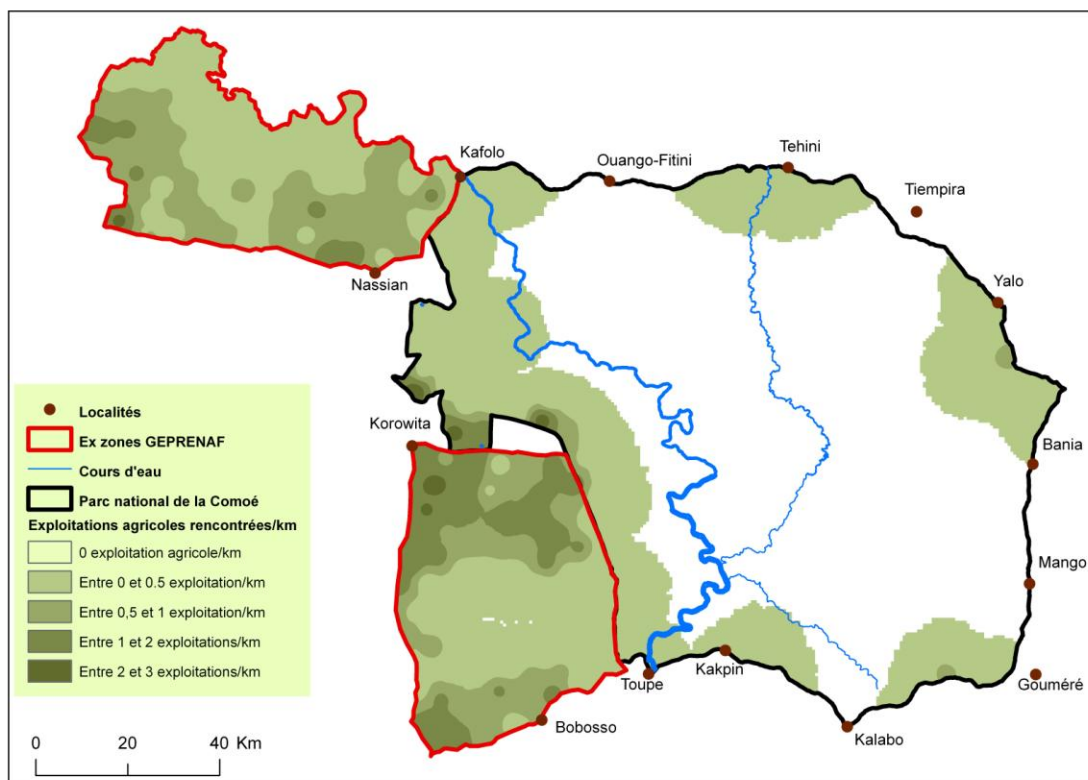 Kafolo
Ouango-Fitini
Tehini
Tiempira
Nassian
Yalo
Korowita
Bania
Mango
Gouméré
Toupe
Kakpin
Bobosso
Kalabo
Localités
Ex zones GEPRENAF
Cours d'eau
Parc national de la Comoé
Exploitations agricoles rencontrées/km
0 exploitation agricole/km
Entre 0 et 0.5 exploitation/km
Entre 0,5 et 1 exploitation/km
Entre 1 et 2 exploitations/km
Entre 2 et 3 exploitations/km
0 20 40 Km